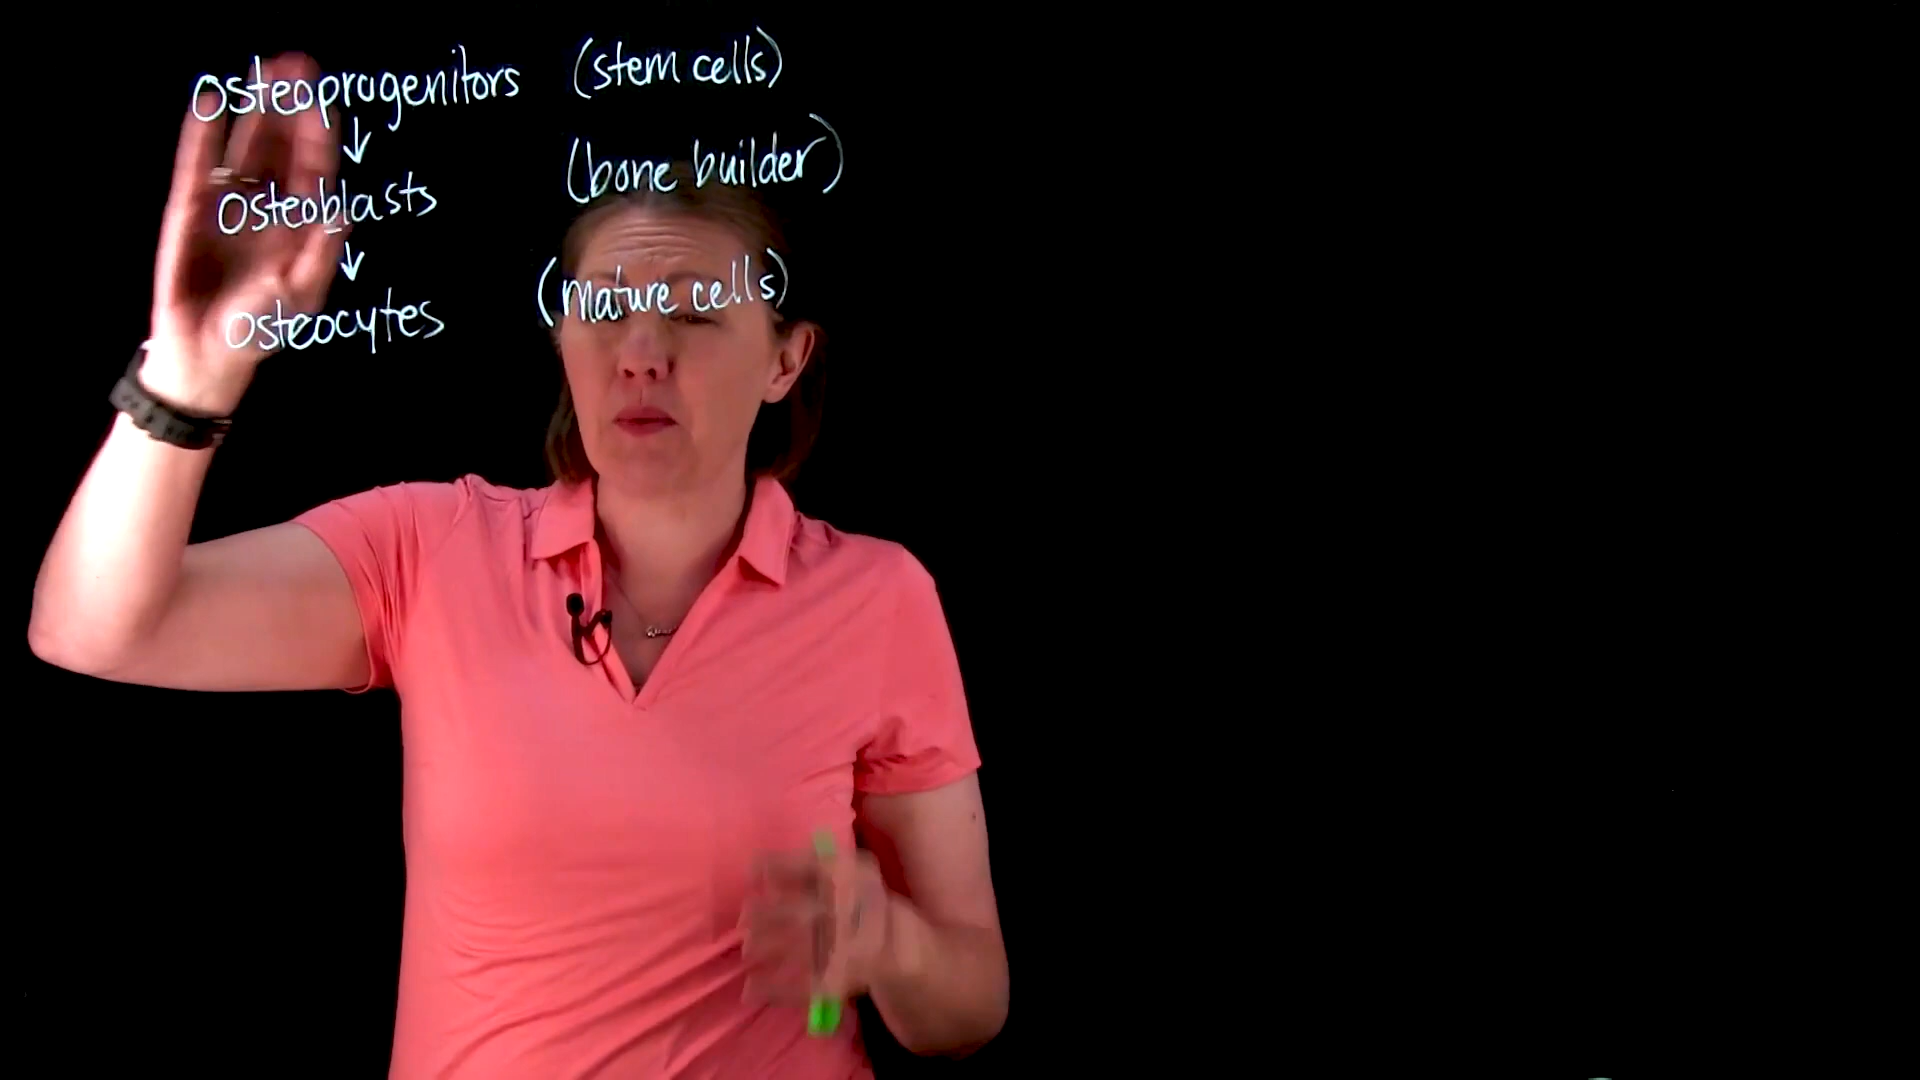 Osteoprogenitors (stem cells)
↓
Osteoblasts (bone builder)
↓
Osteocytes (mature cells)